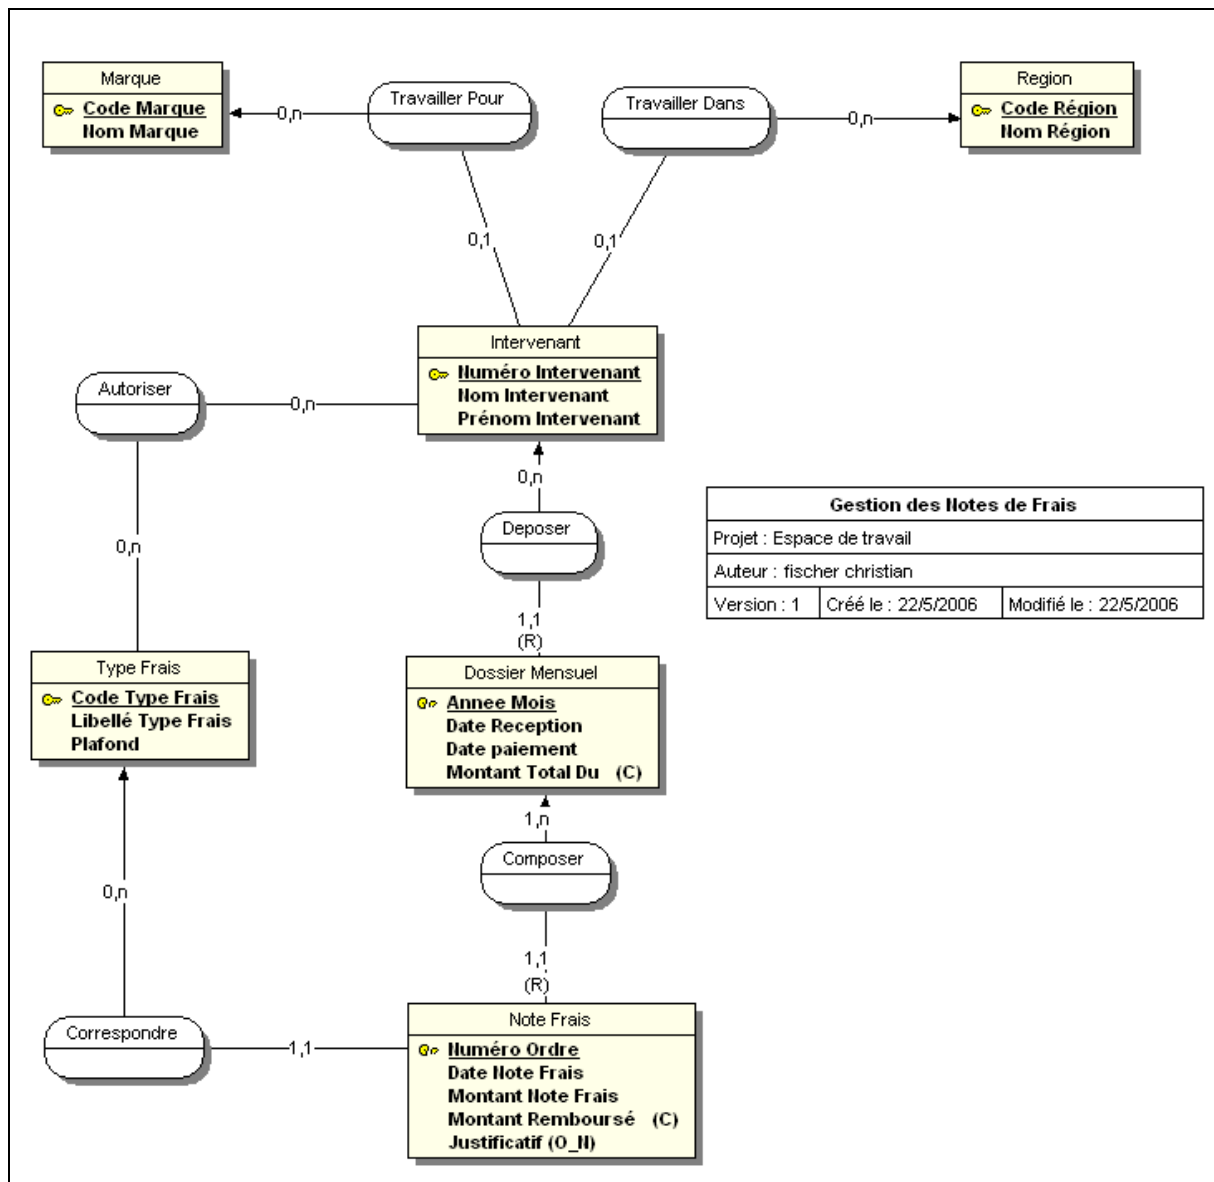 Marque
Code Marque
Nom Marque
0,n
Travailler Pour
Travailler Dans
0,n
Region
Code Région
Nom Région
0,1
0,1
Intervenant
Numéro Intervenant
Nom Intervenant
Prénom Intervenant
Autoriser
0,n
0,n
Deposer
0,n
1,1
(R)
Gestion des Notes de Frais
Projet : Espace de travail
Auteur : fischer christian
Version : 1
Créé le : 22/5/2006
Modifié le : 22/5/2006
Type Frais
Code Type Frais
Libellé Type Frais
Plafond
Dossier Mensuel
Annee Mois
Date Reception
Date paiement
Montant Total Du (C)
1,n
Composer
0,n
1,1
(R)
Correspondre
1,1
Note Frais
Numéro Ordre
Date Note Frais
Montant Note Frais
Montant Remboursé (C)
Justificatif (O_N)